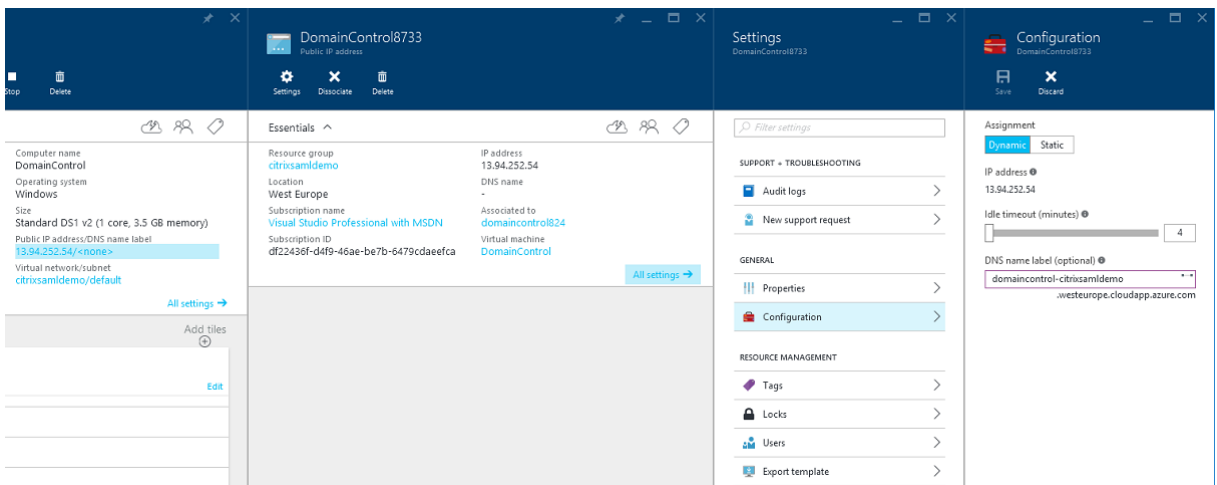 Stop
Delete
Computer name
DomainControl
Operating system
Windows
Size
Standard DS1 v2 (1 core, 3.5 GB memory)
Public IP address/DNS name label
13.94.252.54/<none>
Virtual network/subnet
citrixsamldemo/default
All settings →
Add tiles
Edit
DomainControl8733
Public IP address
Settings
Dissociate
Delete
Essentials
Resource group
citrixsamldemo
Location
West Europe
Subscription name
Visual Studio Professional with MSDN
Subscription ID
df22436f-d4f9-46ae-be7b-6479cdaeefca
IP address
13.94.252.54
DNS name
-
Associated to
domaincontrol824
Virtual machine
DomainControl
All settings →
Settings
DomainControl8733
Filter settings
SUPPORT + TROUBLESHOOTING
Audit logs
New support request
GENERAL
Properties
Configuration
RESOURCE MANAGEMENT
Tags
Locks
Users
Export template
Configuration
DomainControl8733
Save
Discard
Assignment
Dynamic
Static
IP address
13.94.252.54
Idle timeout (minutes)
4
DNS name label (optional)
domaincontrol-citrixsamldemo
.westeurope.cloudapp.azure.com